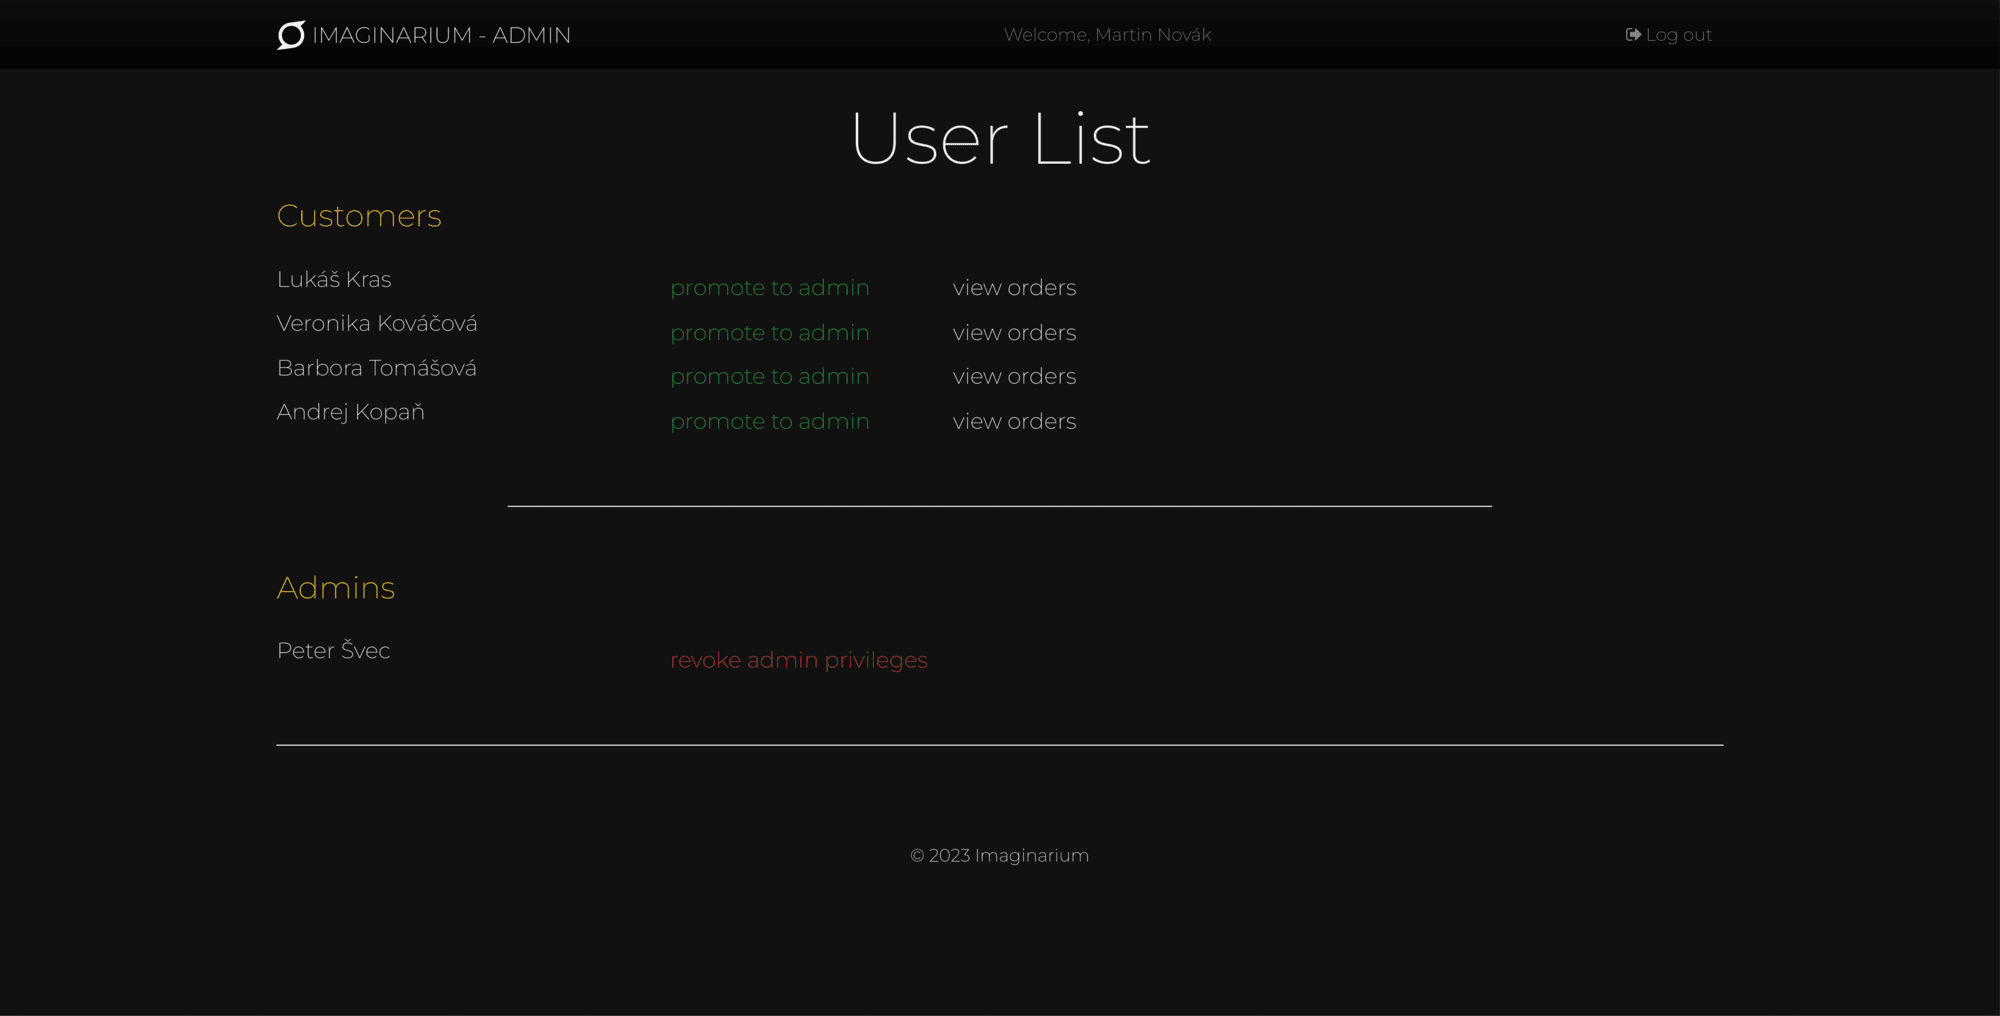 IMAGINARIUM - ADMIN Welcome, Martin Novák Log out
User List
Customers
Lukáš Kras promote to admin view orders
Veronika Kováčová promote to admin view orders
Barbora Tomášová promote to admin view orders
Andrej Kopaň promote to admin view orders
Admins
Peter Švec revoke admin privileges
© 2023 Imaginarium